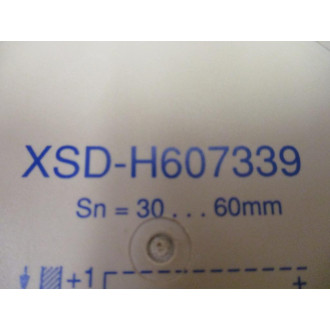 XSD-H607339
Sn = 30 . . . 60mm
+1